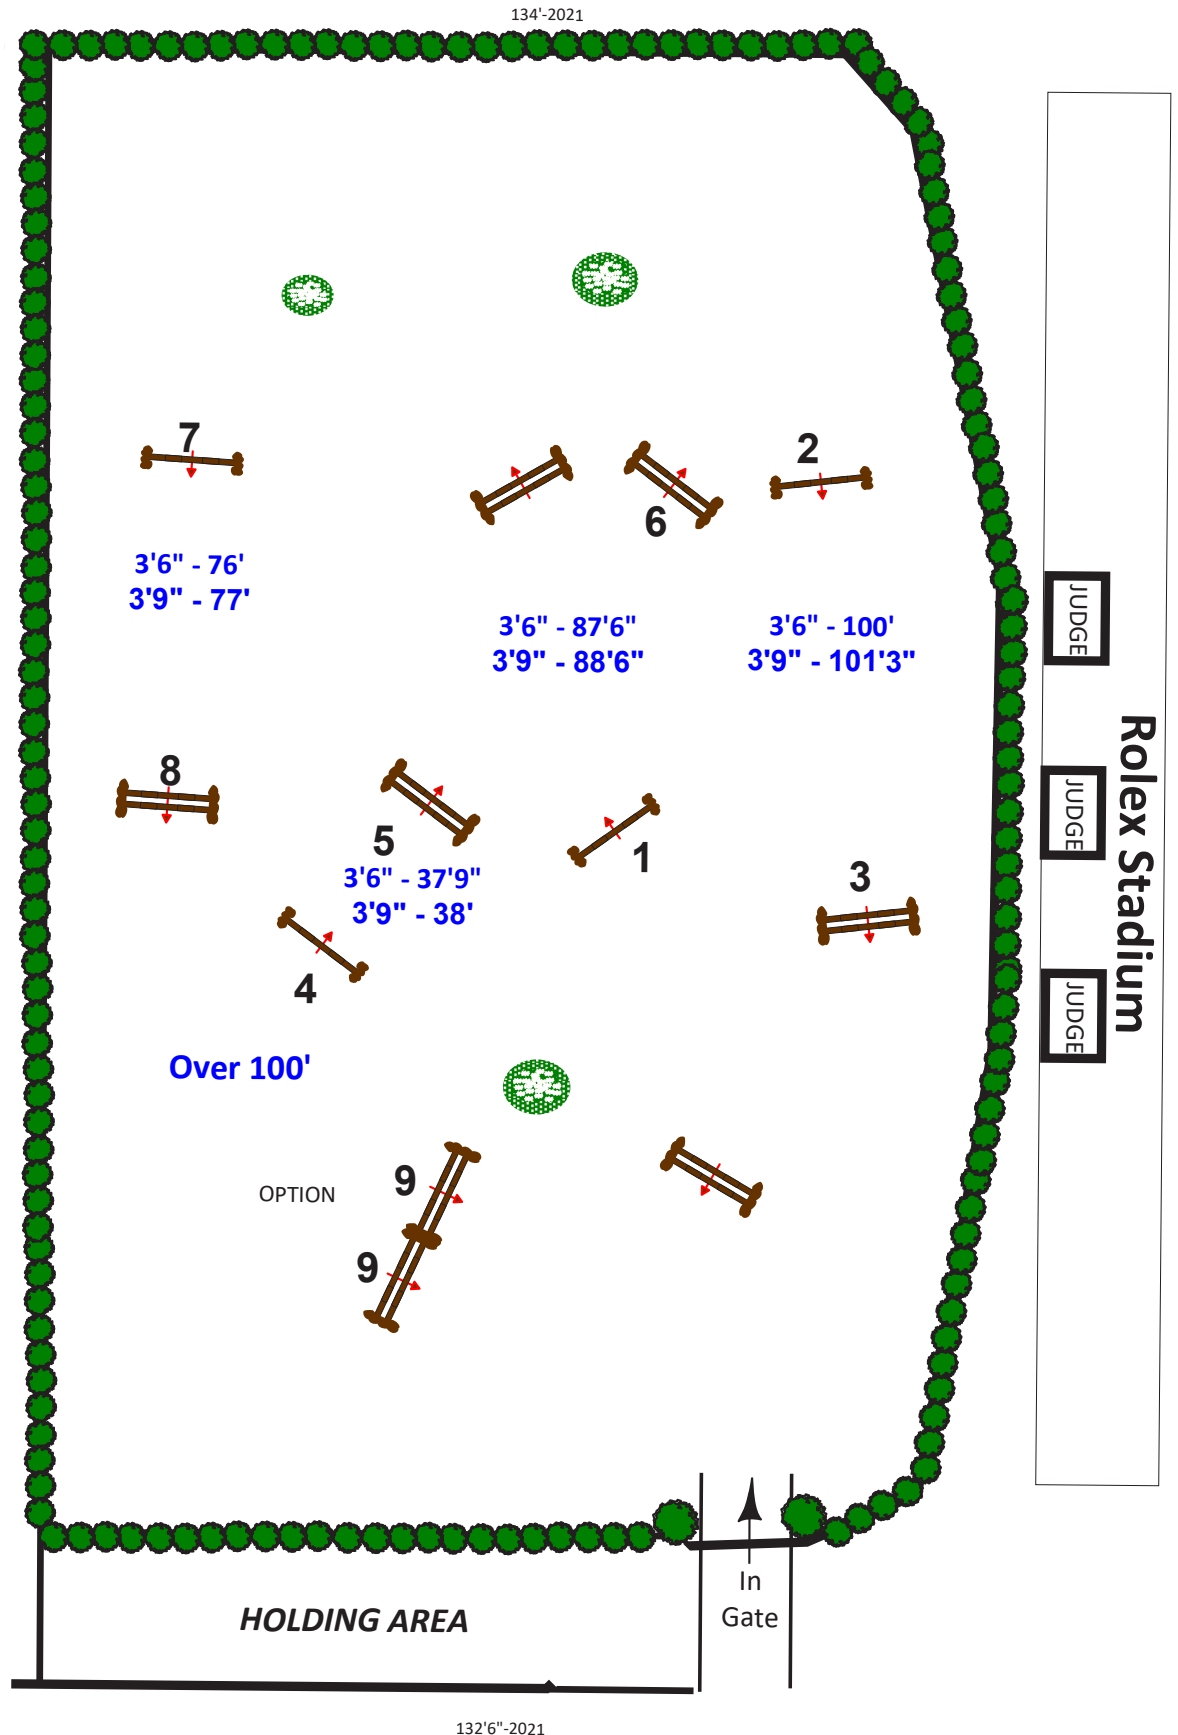 134'-2021
7
2
6
3'6" - 76'
3'9" - 77'
3'6" - 87'6"
3'9" - 88'6"
3'6" - 100'
3'9" - 101'3"
JUDGE
Rolex Stadium
8
5
1
JUDGE
3'6" - 37'9"
3'9" - 38'
3
4
JUDGE
Over 100'
OPTION
9
9
In
Gate
HOLDING AREA
132'6"-2021